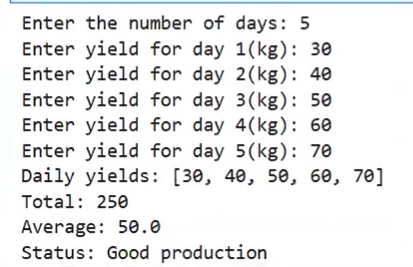 Enter the number of days: 5
Enter yield for day 1(kg): 30
Enter yield for day 2(kg): 40
Enter yield for day 3(kg): 50
Enter yield for day 4(kg): 60
Enter yield for day 5(kg): 70
Daily yields: [30, 40, 50, 60, 70]
Total: 250
Average: 50.0
Status: Good production